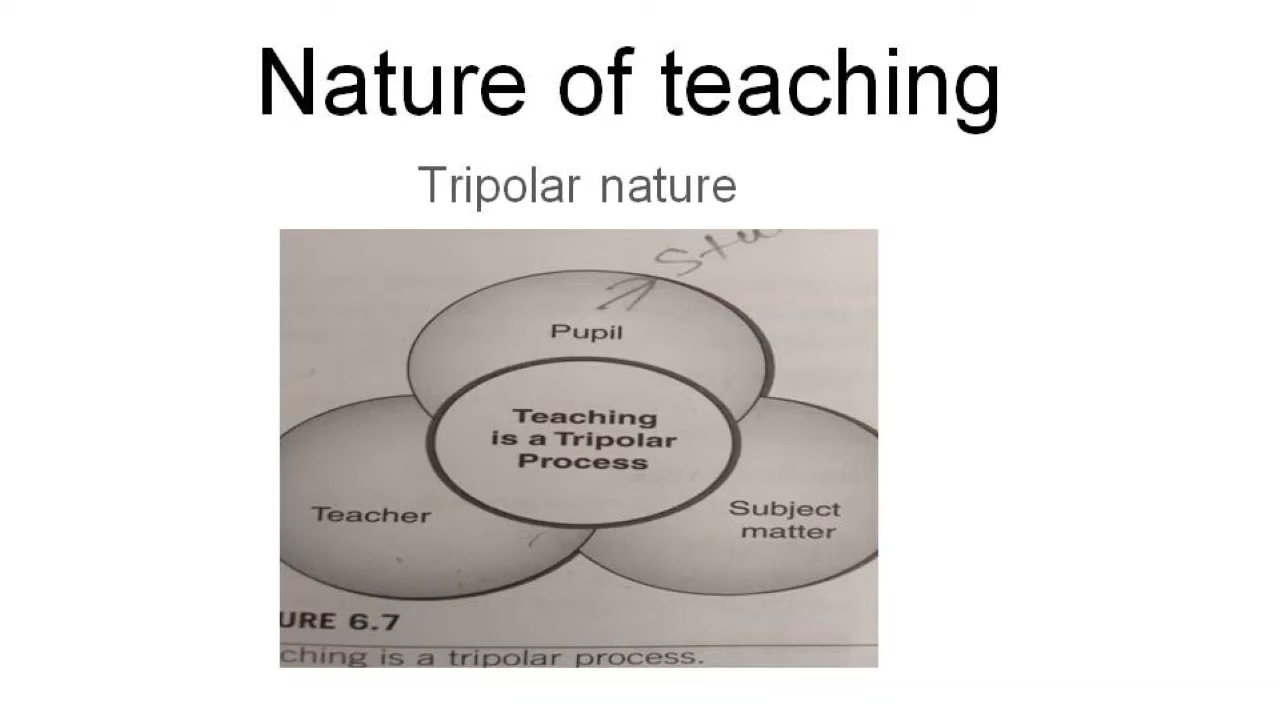 Nature of teaching
Tripolar nature
Pupil
Teaching
is a Tripolar
Process
Teacher
Subject
matter
URE 6.7
ching is a tripolar process.